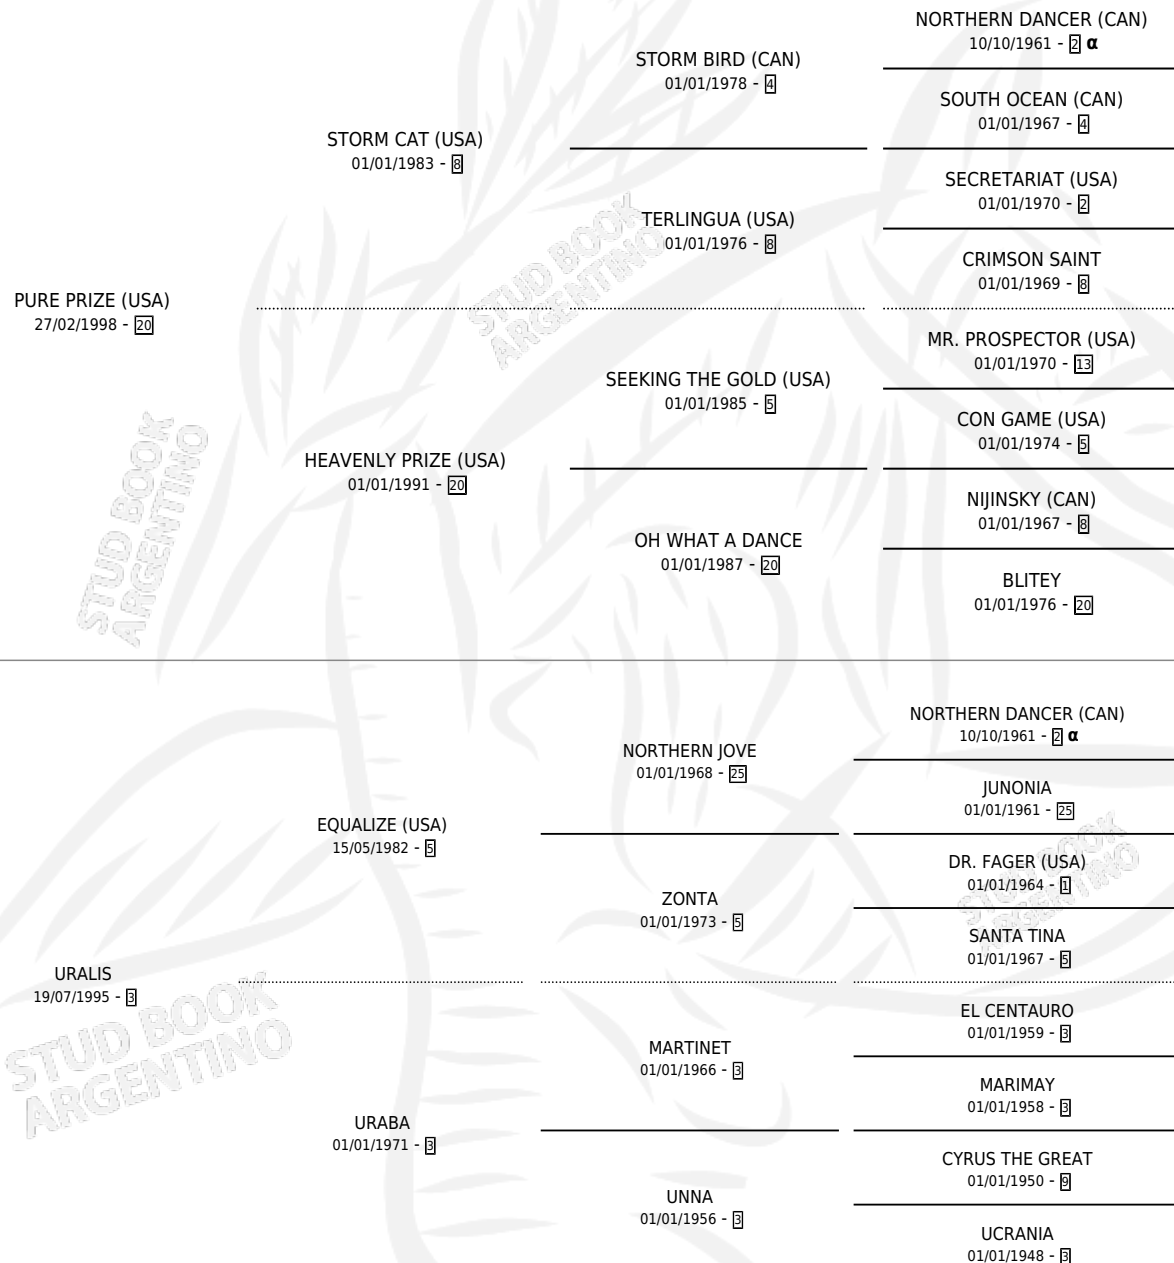 NORTHERN DANCER (CAN)
10/10/1961 - 2 α
STORM BIRD (CAN)
01/01/1978 - 4
SOUTH OCEAN (CAN)
01/01/1967 - 4
STORM CAT (USA)
01/01/1983 - 8
SECRETARIAT (USA)
01/01/1970 - 2
TERLINGUA (USA)
01/01/1976 - 8
CRIMSON SAINT
01/01/1969 - 8
STUD BOOK
ARGENTINO
PURE PRIZE (USA)
27/02/1998 - 20
MR. PROSPECTOR (USA)
01/01/1970 - 13
SEEKING THE GOLD (USA)
01/01/1985 - 5
CON GAME (USA)
01/01/1974 - 5
HEAVENLY PRIZE (USA)
01/01/1991 - 20
NIJINSKY (CAN)
01/01/1967 - 8
OH WHAT A DANCE
01/01/1987 - 20
BLITEY
01/01/1976 - 20
STUD BOOK
ARGENTINO
NORTHERN DANCER (CAN)
10/10/1961 - 2 α
NORTHERN JOVE
01/01/1968 - 25
JUNONIA
01/01/1961 - 25
EQUALIZE (USA)
15/05/1982 - 5
DR. FAGER (USA)
01/01/1964 - 1
STUD BOOK
ARGENTINO
ZONTA
01/01/1973 - 5
SANTA TINA
01/01/1967 - 5
URALIS
19/07/1995 - 3
STUD BOOK
ARGENTINO
EL CENTAURO
01/01/1959 - 3
MARTINET
01/01/1966 - 3
MARIMAY
01/01/1958 - 3
URABA
01/01/1971 - 3
CYRUS THE GREAT
01/01/1950 - 9
UNNA
01/01/1956 - 3
UCRANIA
01/01/1948 - 3